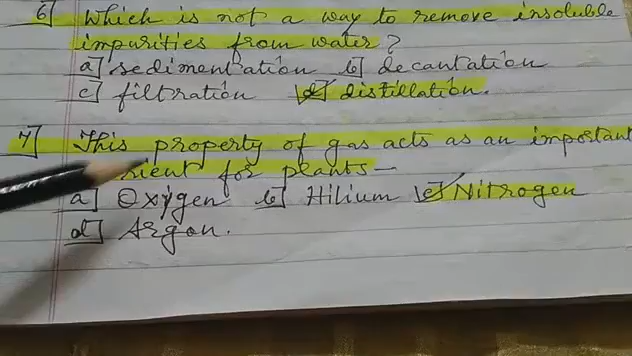 6] Which is not a way to remove insoluble
impurities from water?
a] sedimentation b] decantation
c] filtration d] distillation.
7] This property of gas acts as an important
rient for plants—
a] Oxygen b] Hilium c] Nitrogen
d] Argon.